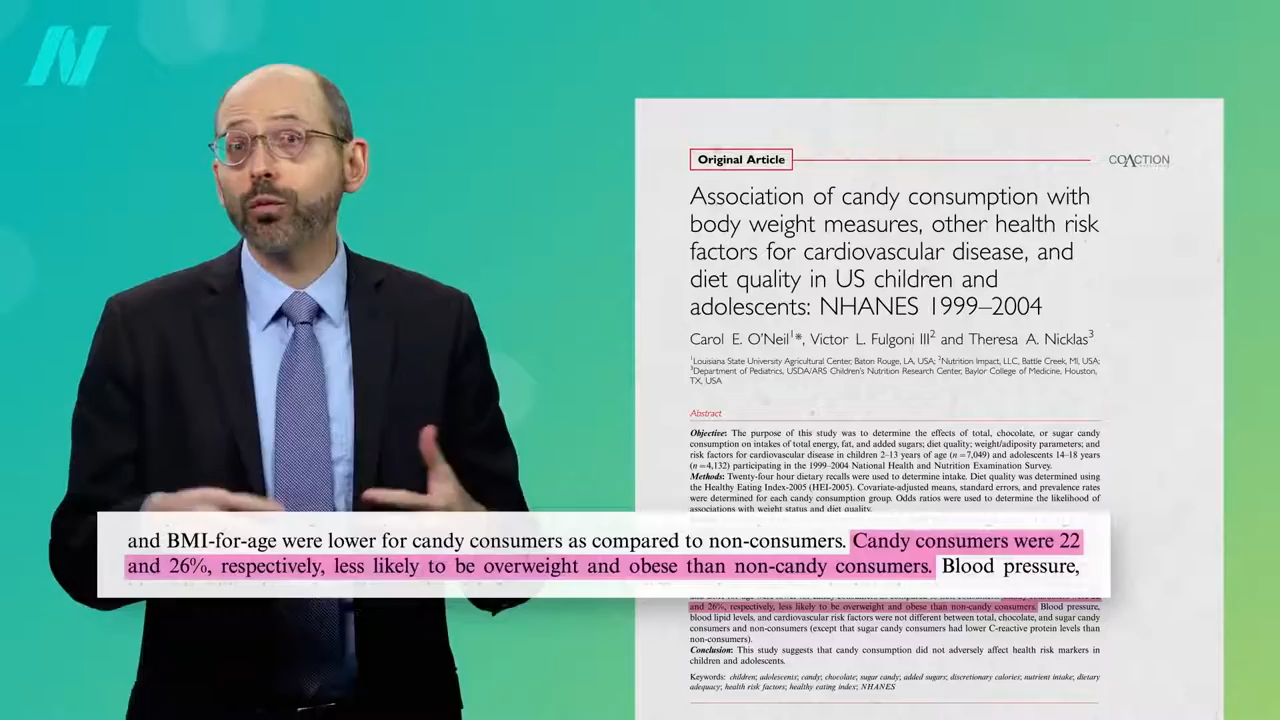 N
Original Article
COACTION
Association of candy consumption with
body weight measures, other health risk
factors for cardiovascular disease, and
diet quality in US children and
adolescents: NHANES 1999–2004
Carol E. O'Neil1*, Victor L. Fulgoni III2 and Theresa A. Nicklas3
1Louisiana State University Agricultural Center, Baton Rouge, LA, USA; 2Nutrition Impact, LLC, Battle Creek, MI, USA;
3Department of Pediatrics, USDA/ARS Children's Nutrition Research Center, Baylor College of Medicine, Houston,
TX, USA
Abstract
Objective: The purpose of this study was to determine the effects of total, chocolate, or sugar candy
consumption on intakes of total energy, fat, and added sugars; diet quality; weight/adiposity parameters; and
risk factors for cardiovascular disease in children 2–13 years of age (n=7,049) and adolescents 14–18 years
(n=4,132) participating in the 1999–2004 National Health and Nutrition Examination Survey.
Methods: Twenty-four hour dietary recalls were used to determine intake. Diet quality was determined using
the Healthy Eating Index-2005 (HEI-2005). Covariate-adjusted means, standard errors, and prevalence rates
were determined for each candy consumption group. Odds ratios were used to determine the likelihood of
associations with weight status and diet quality.
and BMI-for-age were lower for candy consumers as compared to non-consumers. Candy consumers were 22
and 26%, respectively, less likely to be overweight and obese than non-candy consumers. Blood pressure,
and 26%, respectively, less likely to be overweight and obese than non-candy consumers. Blood pressure,
blood lipid levels, and cardiovascular risk factors were not different between total, chocolate, and sugar candy
consumers and non-consumers (except that sugar candy consumers had lower C-reactive protein levels than
non-consumers).
Conclusion: This study suggests that candy consumption did not adversely affect health risk markers in
children and adolescents.
Keywords: children; adolescents; candy; chocolate; sugar candy; added sugars; discretionary calories; nutrient intake; dietary
adequacy; health risk factors; healthy eating index; NHANES